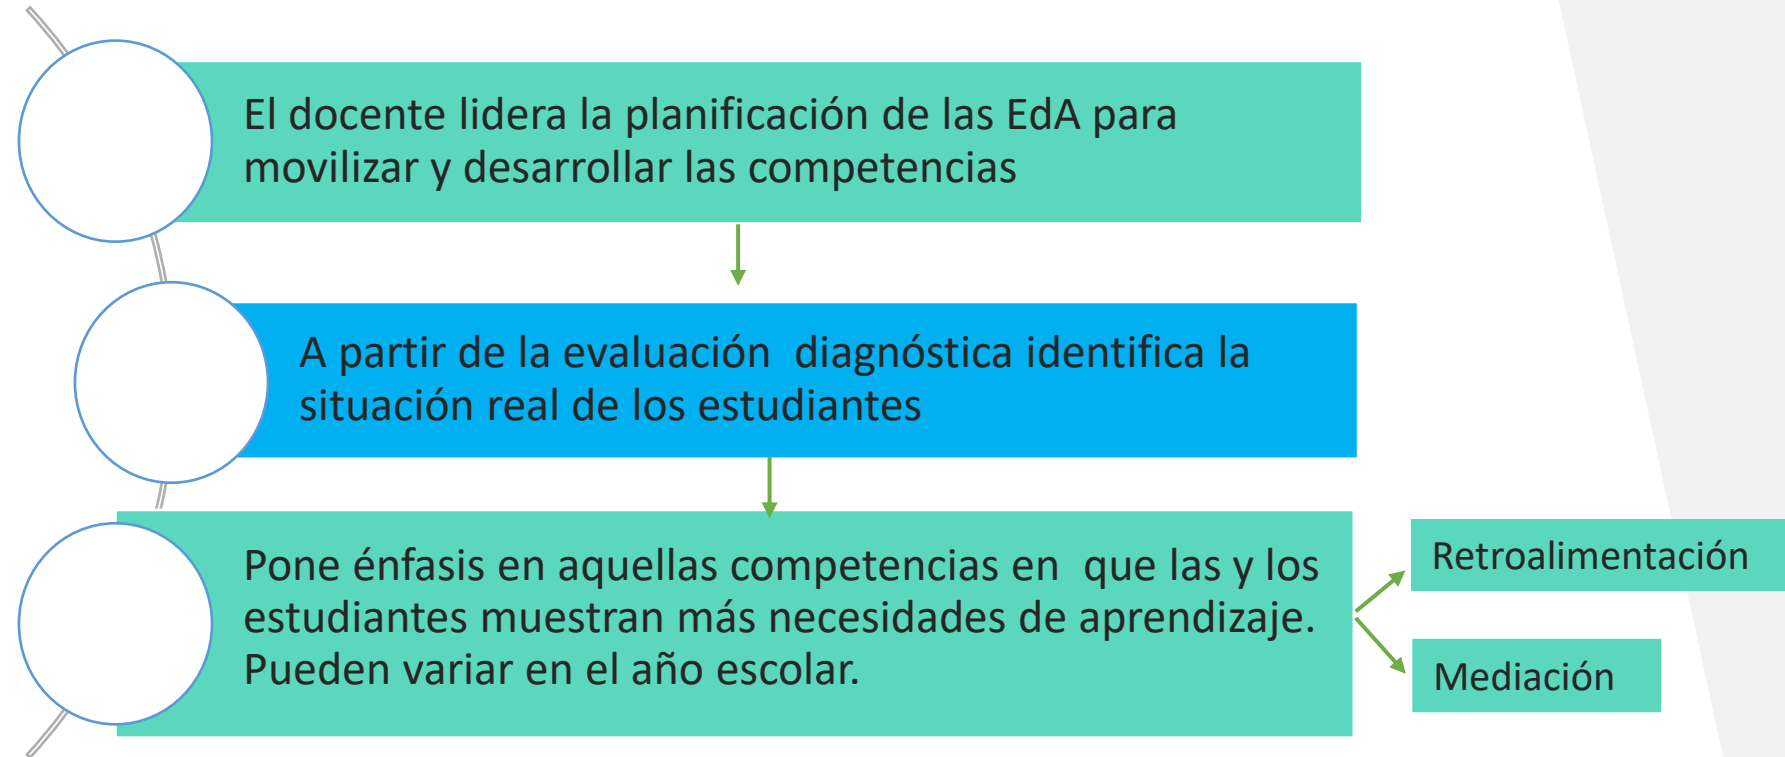 El docente lidera la planificación de las EdA para
movilizar y desarrollar las competencias
A partir de la evaluación  diagnóstica identifica la
situación real de los estudiantes
Pone énfasis en aquellas competencias en  que las y los
estudiantes muestran más necesidades de aprendizaje.
Pueden variar en el año escolar.
Retroalimentación
Mediación